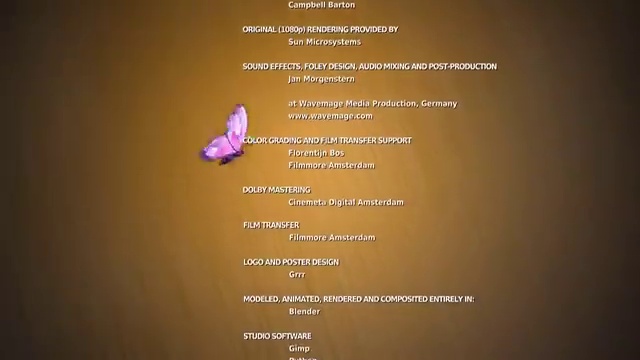 Campbell Barton
ORIGINAL (1080p) RENDERING PROVIDED BY
Sun Microsystems
SOUND EFFECTS, FOLEY DESIGN, AUDIO MIXING AND POST-PRODUCTION
Jan Morgenstern
at Wavemage Media Production, Germany
www.wavemage.com
COLOR GRADING AND FILM TRANSFER SUPPORT
Florentijn Bos
Filmmore Amsterdam
DOLBY MASTERING
Cinemeta Digital Amsterdam
FILM TRANSFER
Filmmore Amsterdam
LOGO AND POSTER DESIGN
Grrr
MODELED, ANIMATED, RENDERED AND COMPOSITED ENTIRELY IN:
Blender
STUDIO SOFTWARE
Gimp